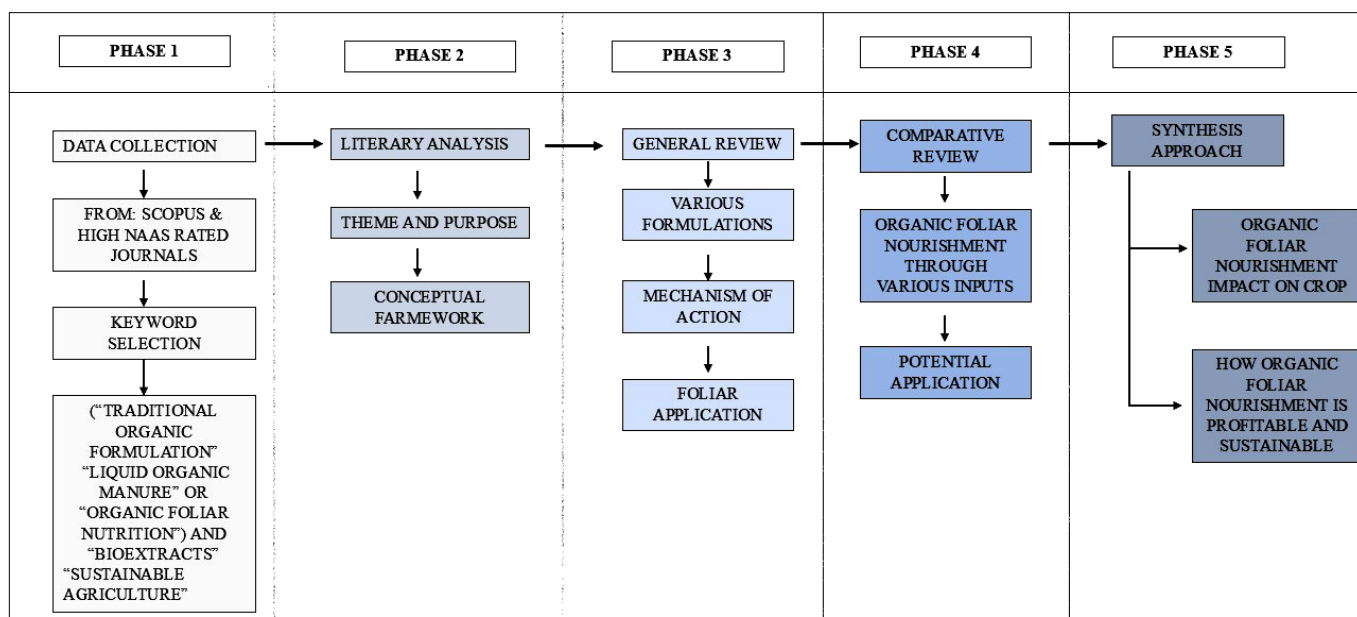 PHASE 1
PHASE 2
PHASE 3
PHASE 4
PHASE 5
DATA COLLECTION
FROM: SCOPUS &
HIGH NAAS RATED
JOURNALS
KEYWORD
SELECTION
(“TRADITIONAL
ORGANIC
FORMULATION”
“LIQUID ORGANIC
MANURE” OR
“ORGANIC FOLIAR
NUTRITION”) AND
“BIOEXTRACTS”
“SUSTAINABLE
AGRICULTURE”
LITERARY ANALYSIS
THEME AND PURPOSE
CONCEPTUAL
FARMEWORK
GENERAL REVIEW
VARIOUS
FORMULATIONS
MECHANISM OF
ACTION
FOLIAR
APPLICATION
COMPARATIVE
REVIEW
ORGANIC FOLIAR
NOURISHMENT
THROUGH
VARIOUS INPUTS
POTENTIAL
APPLICATION
SYNTHESIS
APPROACH
ORGANIC
FOLIAR
NOURISHMENT
IMPACT ON CROP
HOW ORGANIC
FOLIAR
NOURISHMENT IS
PROFITABLE AND
SUSTAINABLE